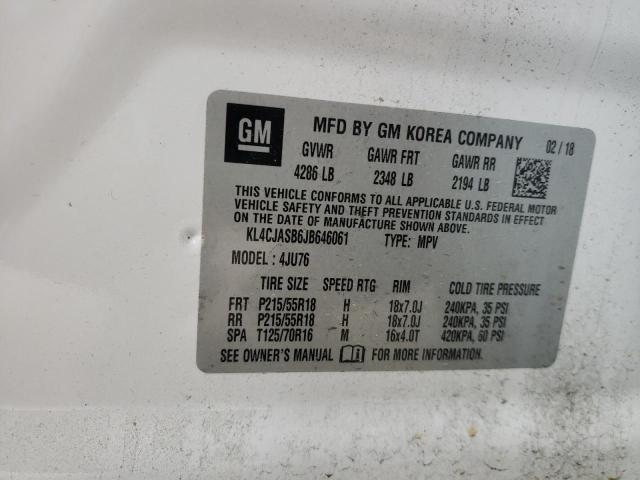 GM
MFD BY GM KOREA COMPANY 02 / 18
GVWR GAWR FRT GAWR RR
4286 LB 2348 LB 2194 LB
THIS VEHICLE CONFORMS TO ALL APPLICABLE U.S. FEDERAL MOTOR
VEHICLE SAFETY AND THEFT PREVENTION STANDARDS IN EFFECT
ON THE DATE OF MANUFACTURE SHOWN ABOVE.
KL4CJASB6JB646061 TYPE: MPV
MODEL : 4JU76
TIRE SIZE SPEED RTG RIM COLD TIRE PRESSURE
FRT P215/55R18 H 18x7.0J 240KPA, 35 PSI
RR P215/55R18 H 18x7.0J 240KPA, 35 PSI
SPA T125/70R16 M 16x4.0T 420KPA, 60 PSI
SEE OWNER'S MANUAL FOR MORE INFORMATION.